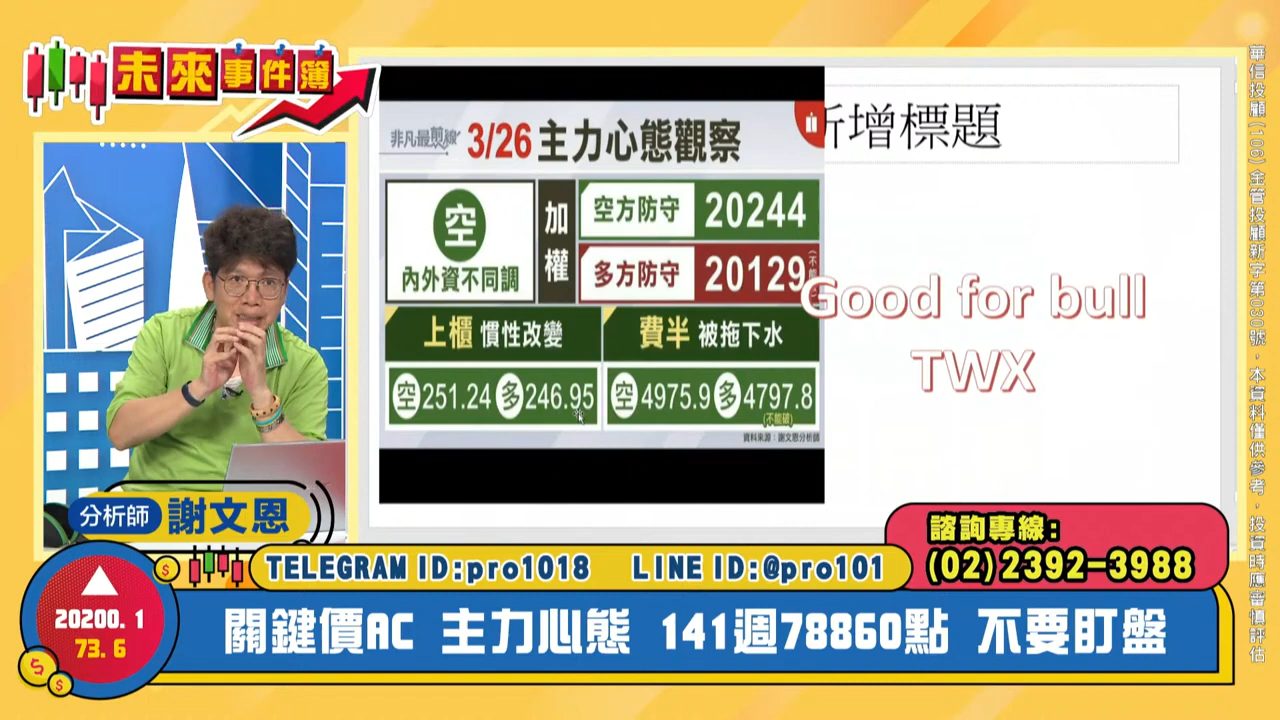 未來事件簿
新增標題
非凡最前線
3/26 主力心態觀察
空
內外資不同調
加權
空方防守 20244
多方防守 20129
上櫃 慣性改變
費半 被拖下水
空 251.24 多 246.95
空 4975.9 多 4797.8
(不能破)
資料來源:謝文恩分析師
Good for bull
TWX
分析師 謝文恩
諮詢專線:
(02)2392-3988
TELEGRAM ID:pro1018 LINE ID:@pro101
20200.1
73.6
關鍵價AC 主力心態 141週78860點 不要盯盤
華信投顧(106)金管投顧新字第030號,本資料僅供參考,投資時應審慎評估